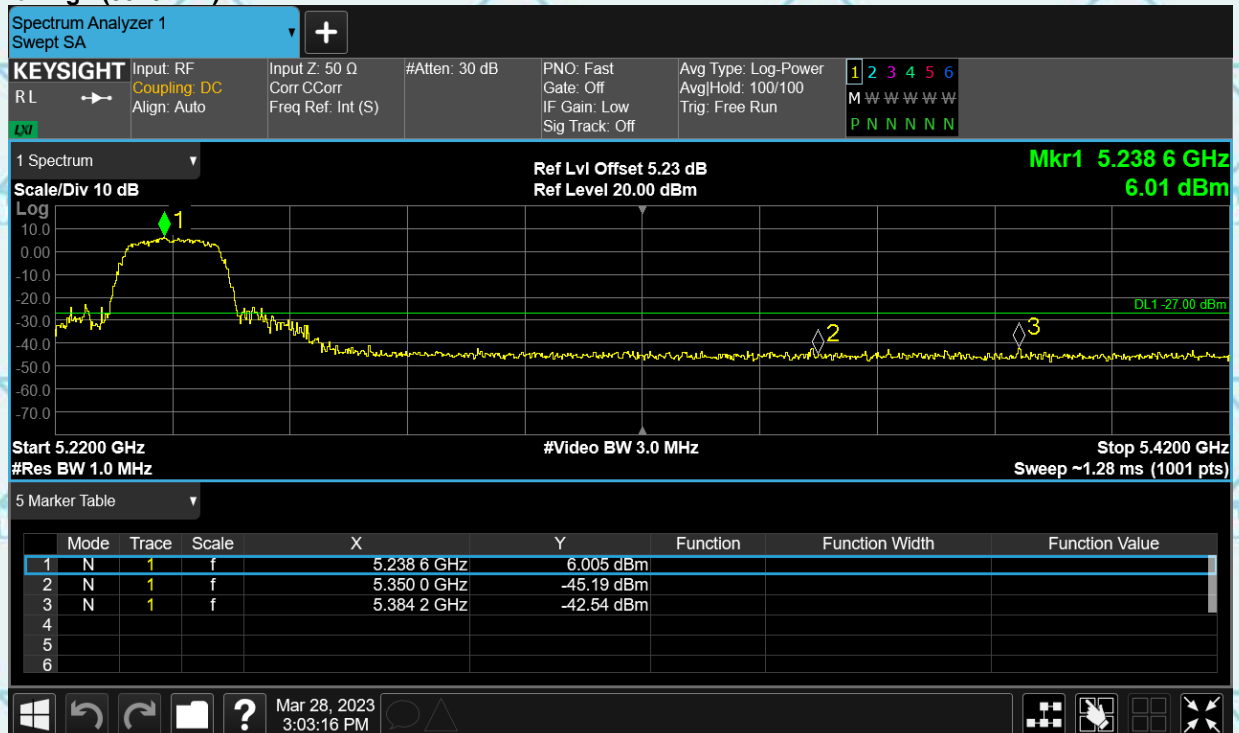 Spectrum Analyzer 1
Swept SA
+
KEYSIGHT
R L
LXI
Input: RF
Coupling: DC
Align: Auto
Input Z: 50 Ω
Corr CCorr
Freq Ref: Int (S)
#Atten: 30 dB
PNO: Fast
Gate: Off
IF Gain: Low
Sig Track: Off
Avg Type: Log-Power
Avg|Hold: 100/100
Trig: Free Run
1 2 3 4 5 6
M W W W W W
P N N N N N
1 Spectrum
Scale/Div 10 dB
Ref Lvl Offset 5.23 dB
Ref Level 20.00 dBm
Mkr1 5.238 6 GHz
6.01 dBm
Log
10.0
0.00
-10.0
-20.0
-30.0
-40.0
-50.0
-60.0
-70.0
1
2
3
DL1 -27.00 dBm
Start 5.2200 GHz
#Res BW 1.0 MHz
#Video BW 3.0 MHz
Stop 5.4200 GHz
Sweep ~1.28 ms (1001 pts)
5 Marker Table
Mode Trace Scale X Y Function Function Width Function Value
1 N 1 f 5.238 6 GHz 6.005 dBm
2 N 1 f 5.350 0 GHz -45.19 dBm
3 N 1 f 5.384 2 GHz -42.54 dBm
4
5
6
?
Mar 28, 2023
3:03:16 PM